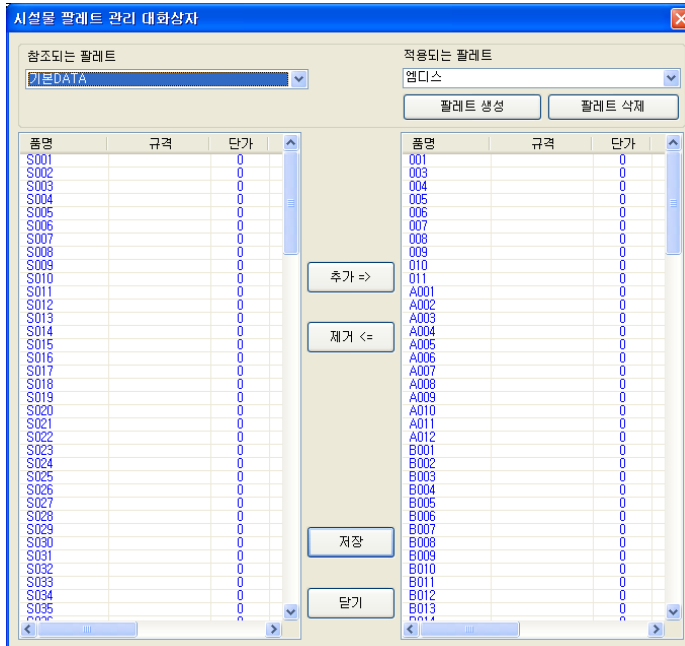 시설물 팔레트 관리 대화상자
참조되는 팔레트
기본DATA
적용되는 팔레트
엠디스
팔레트 생성
팔레트 삭제
품명 규격 단가
S001 0
S002 0
S003 0
S004 0
S005 0
S006 0
S007 0
S008 0
S009 0
S010 0
S011 0
S012 0
S013 0
S014 0
S015 0
S016 0
S017 0
S018 0
S019 0
S020 0
S021 0
S022 0
S023 0
S024 0
S025 0
S026 0
S027 0
S028 0
S029 0
S030 0
S031 0
S032 0
S033 0
S034 0
S035 0
추가 =>
제거 <=
저장
닫기
품명 규격 단가
001 0
003 0
004 0
005 0
006 0
007 0
008 0
009 0
010 0
011 0
A001 0
A002 0
A003 0
A004 0
A005 0
A006 0
A007 0
A008 0
A009 0
A010 0
A011 0
A012 0
B001 0
B002 0
B003 0
B004 0
B005 0
B006 0
B007 0
B008 0
B009 0
B010 0
B011 0
B012 0
B013 0